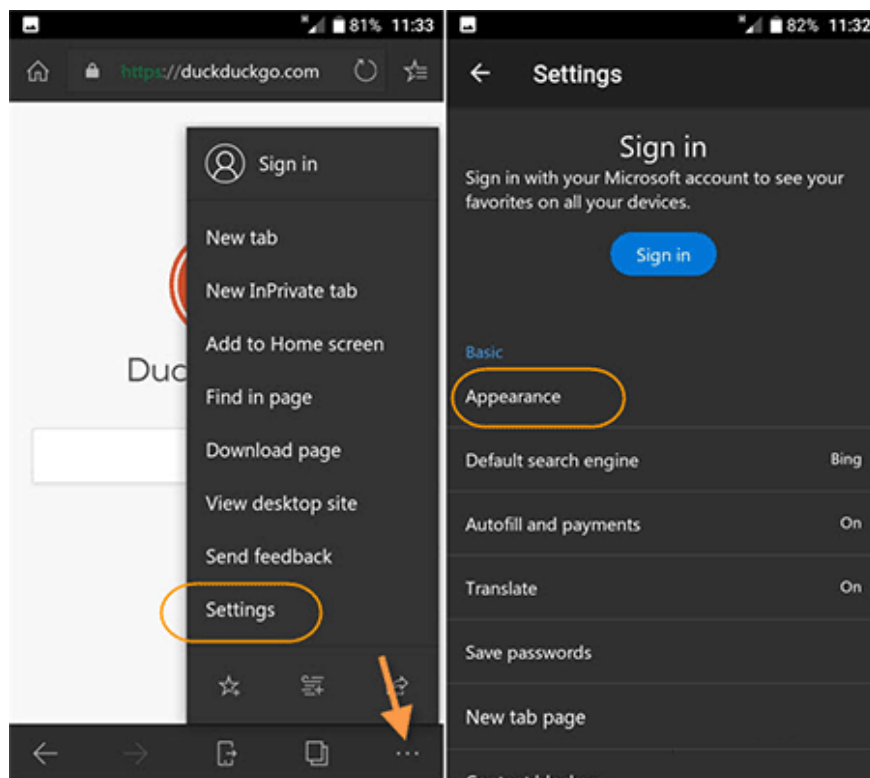 81% 11:33
https://duckduckgo.com
Sign in
New tab
New InPrivate tab
Add to Home screen
Find in page
Download page
View desktop site
Send feedback
Settings
Duc
82% 11:32
Settings
Sign in
Sign in with your Microsoft account to see your
favorites on all your devices.
Sign in
Basic
Appearance
Default search engine Bing
Autofill and payments On
Translate On
Save passwords
New tab page